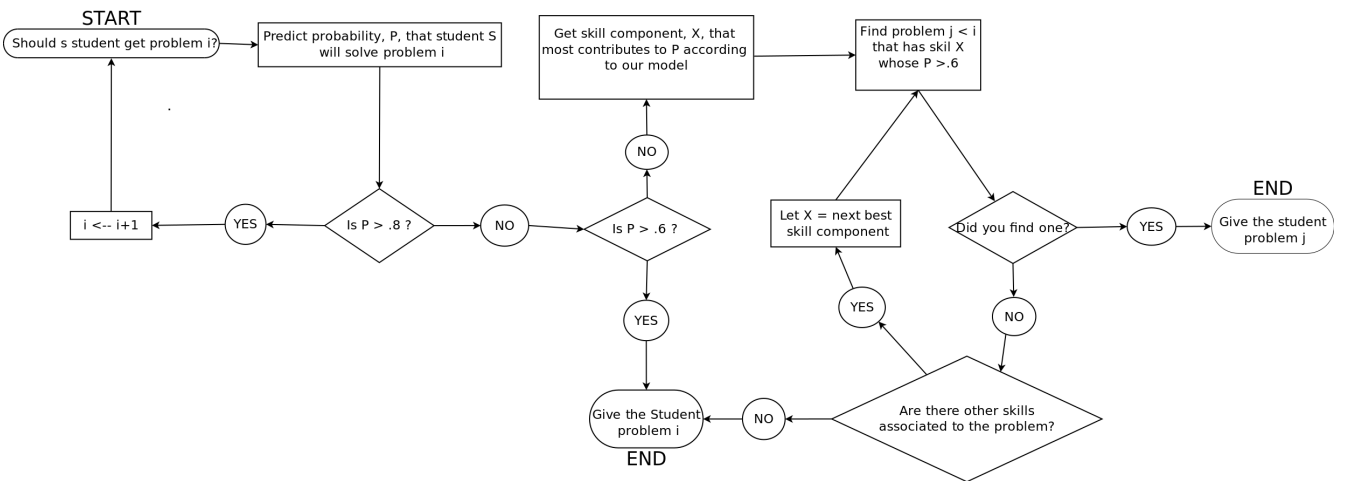 START
Should s student get problem i?
Predict probability, P, that student S
will solve problem i
Get skill component, X, that
most contributes to P according
to our model
Find problem j < i
that has skil X
whose P >.6
i <-- i+1
YES
Is P > .8 ?
NO
Is P > .6 ?
NO
YES
Give the Student
problem i
END
Let X = next best
skill component
Did you find one?
YES
END
Give the student
problem j
NO
YES
Are there other skills
associated to the problem?
NO